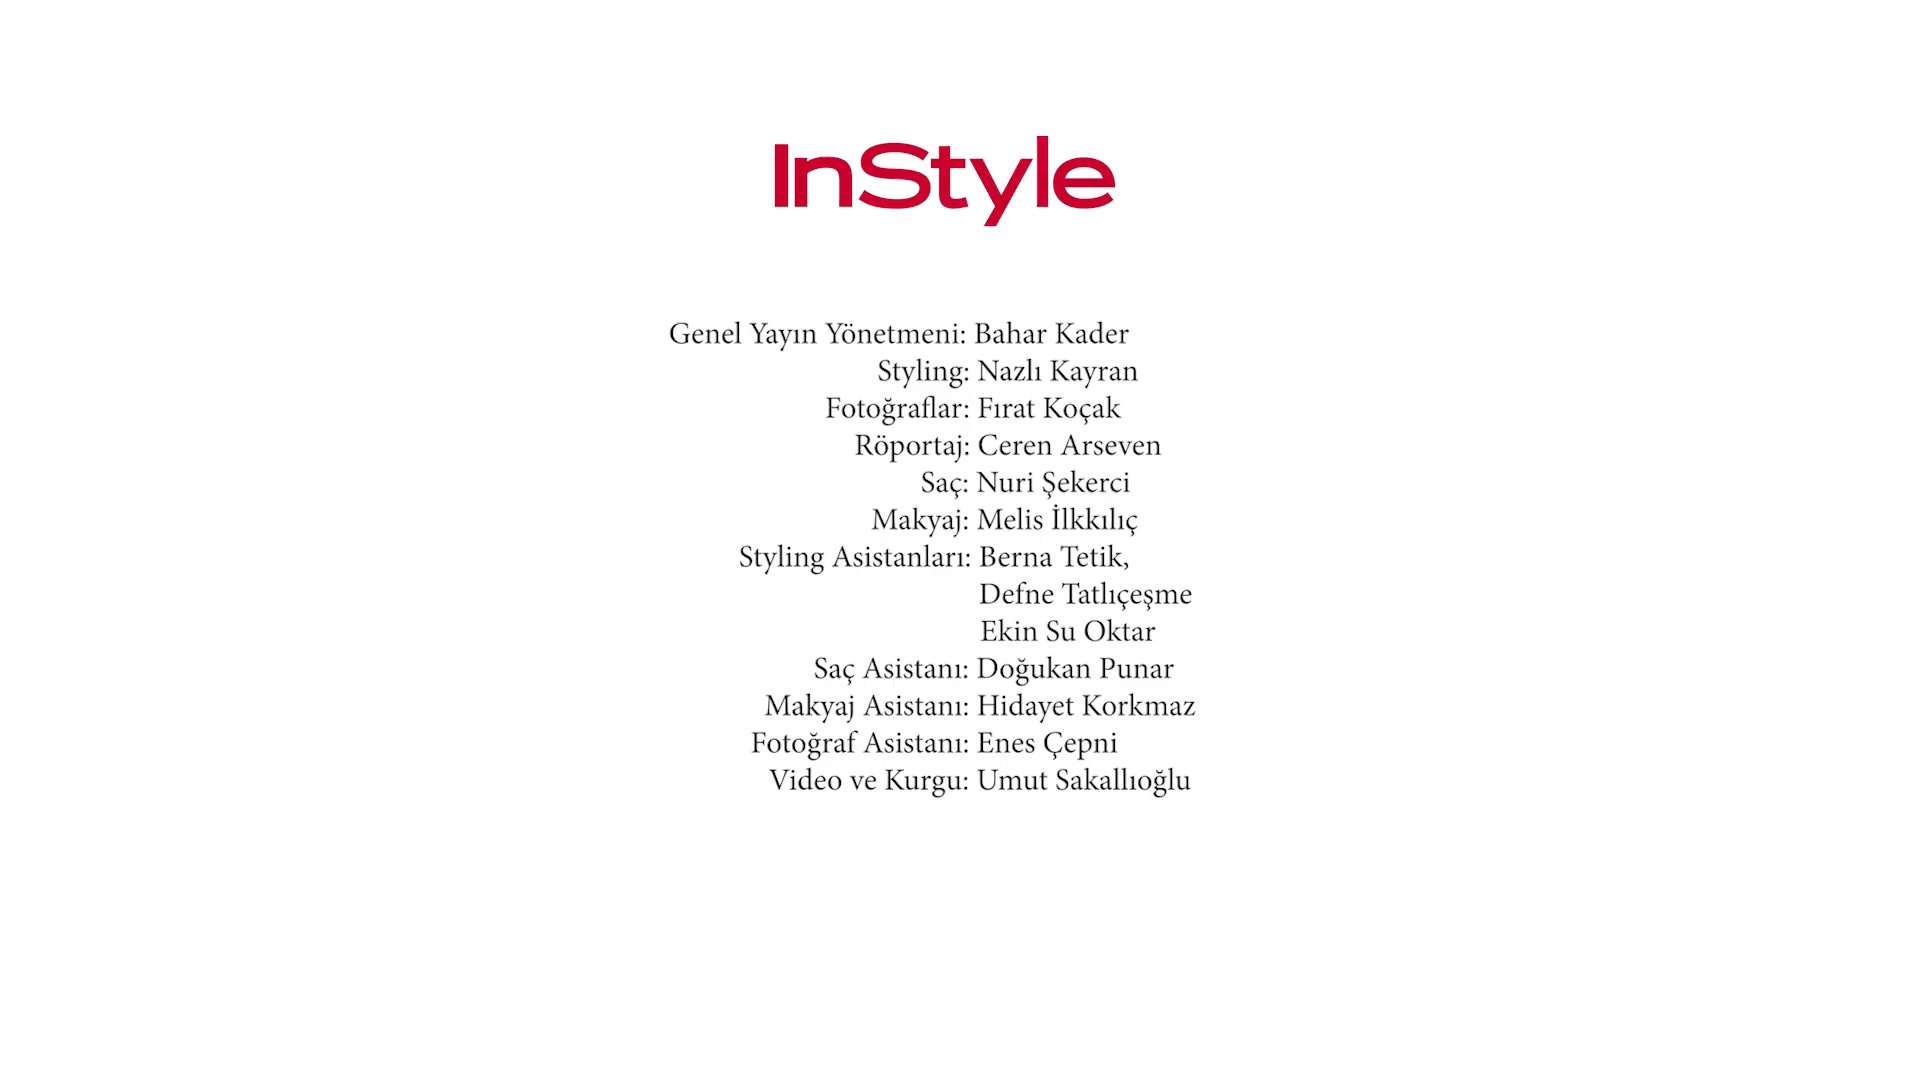 InStyle
Genel Yayın Yönetmeni: Bahar Kader
Styling: Nazlı Kayran
Fotoğraflar: Fırat Koçak
Röportaj: Ceren Arseven
Saç: Nuri Şekerci
Makyaj: Melis İlkkılıç
Styling Asistanları: Berna Tetik,
Defne Tatlıçeşme
Ekin Su Oktar
Saç Asistanı: Doğukan Punar
Makyaj Asistanı: Hidayet Korkmaz
Fotoğraf Asistanı: Enes Çepni
Video ve Kurgu: Umut Sakallıoğlu